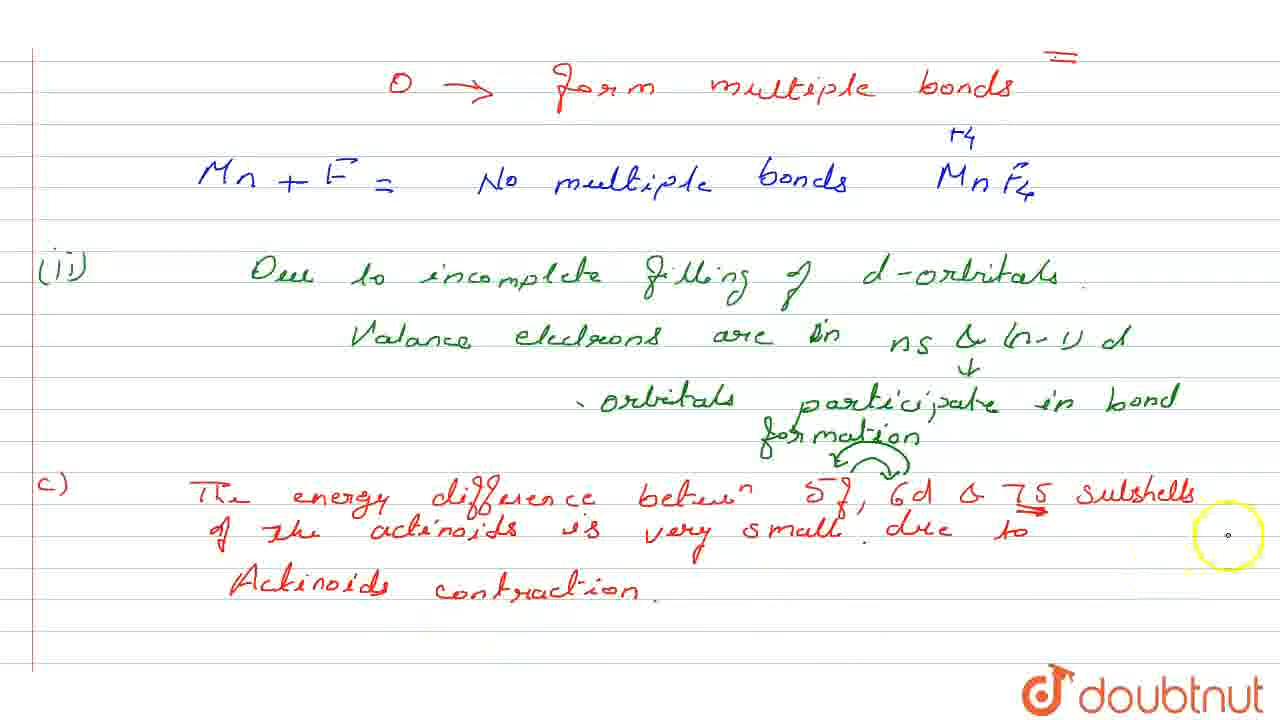 O → form multiple bonds =
+4
Mn + F = No multiple bonds MnF4
(ii) Due to incomplete filling of d-orbitals.
Valance electrons are in ns & (n-1) d
↓
orbitals participate in bond
formation
c) The energy difference betwⁿ 5f, 6d & 7s subshells
of the actinoids is very small. due to
Actinoids contraction.
doubtnut